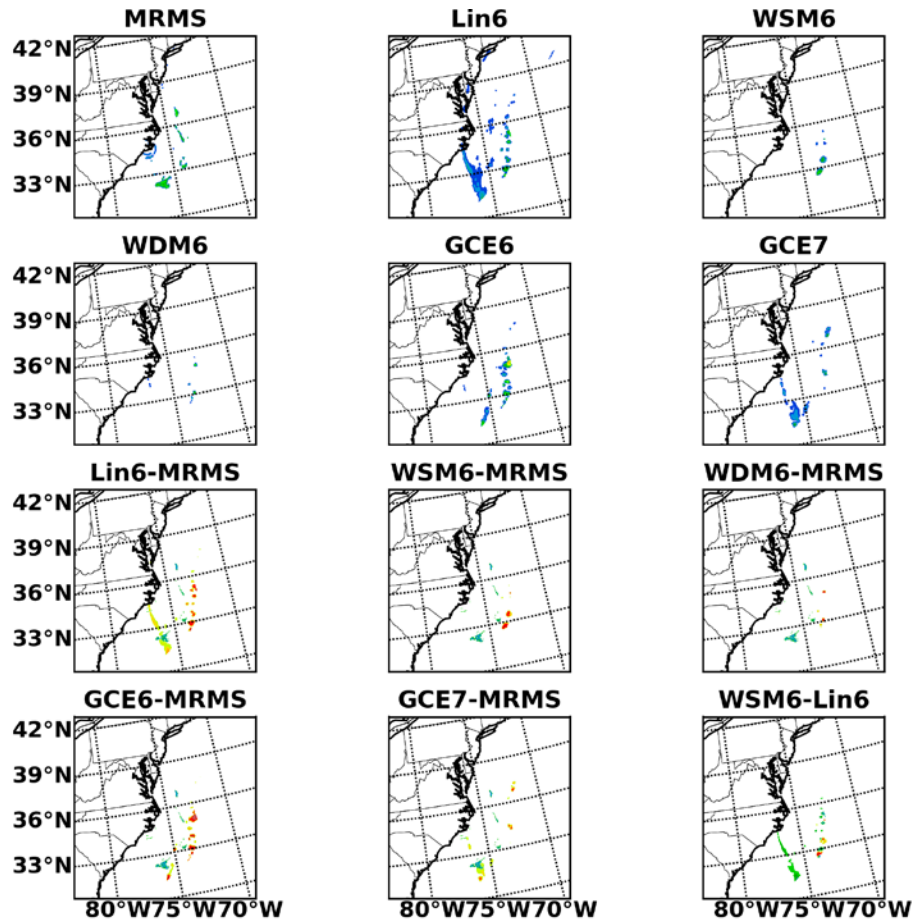 MRMS Lin6 WSM6
42°N
39°N
36°N
33°N
WDM6 GCE6 GCE7
42°N
39°N
36°N
33°N
Lin6-MRMS WSM6-MRMS WDM6-MRMS
42°N
39°N
36°N
33°N
GCE6-MRMS GCE7-MRMS WSM6-Lin6
42°N
39°N
36°N
33°N
80°W75°W70°W 80°W75°W70°W 80°W75°W70°W